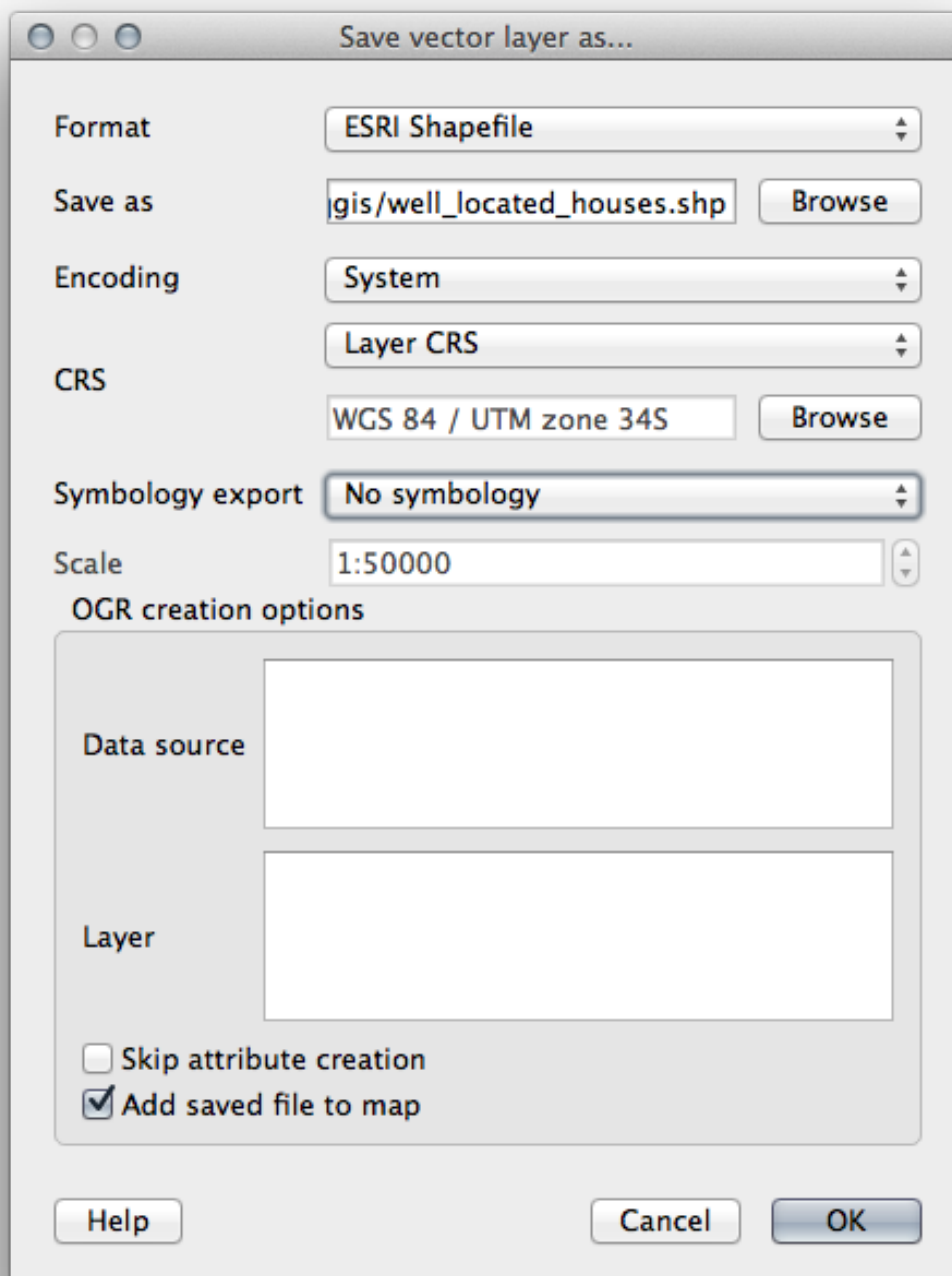 Save vector layer as...
Format ESRI Shapefile
Save as gis/well_located_houses.shp Browse
Encoding System
Layer CRS
CRS
WGS 84 / UTM zone 34S Browse
Symbology export No symbology
Scale 1:50000
OGR creation options
Data source
Layer
Skip attribute creation
Add saved file to map
Help Cancel OK